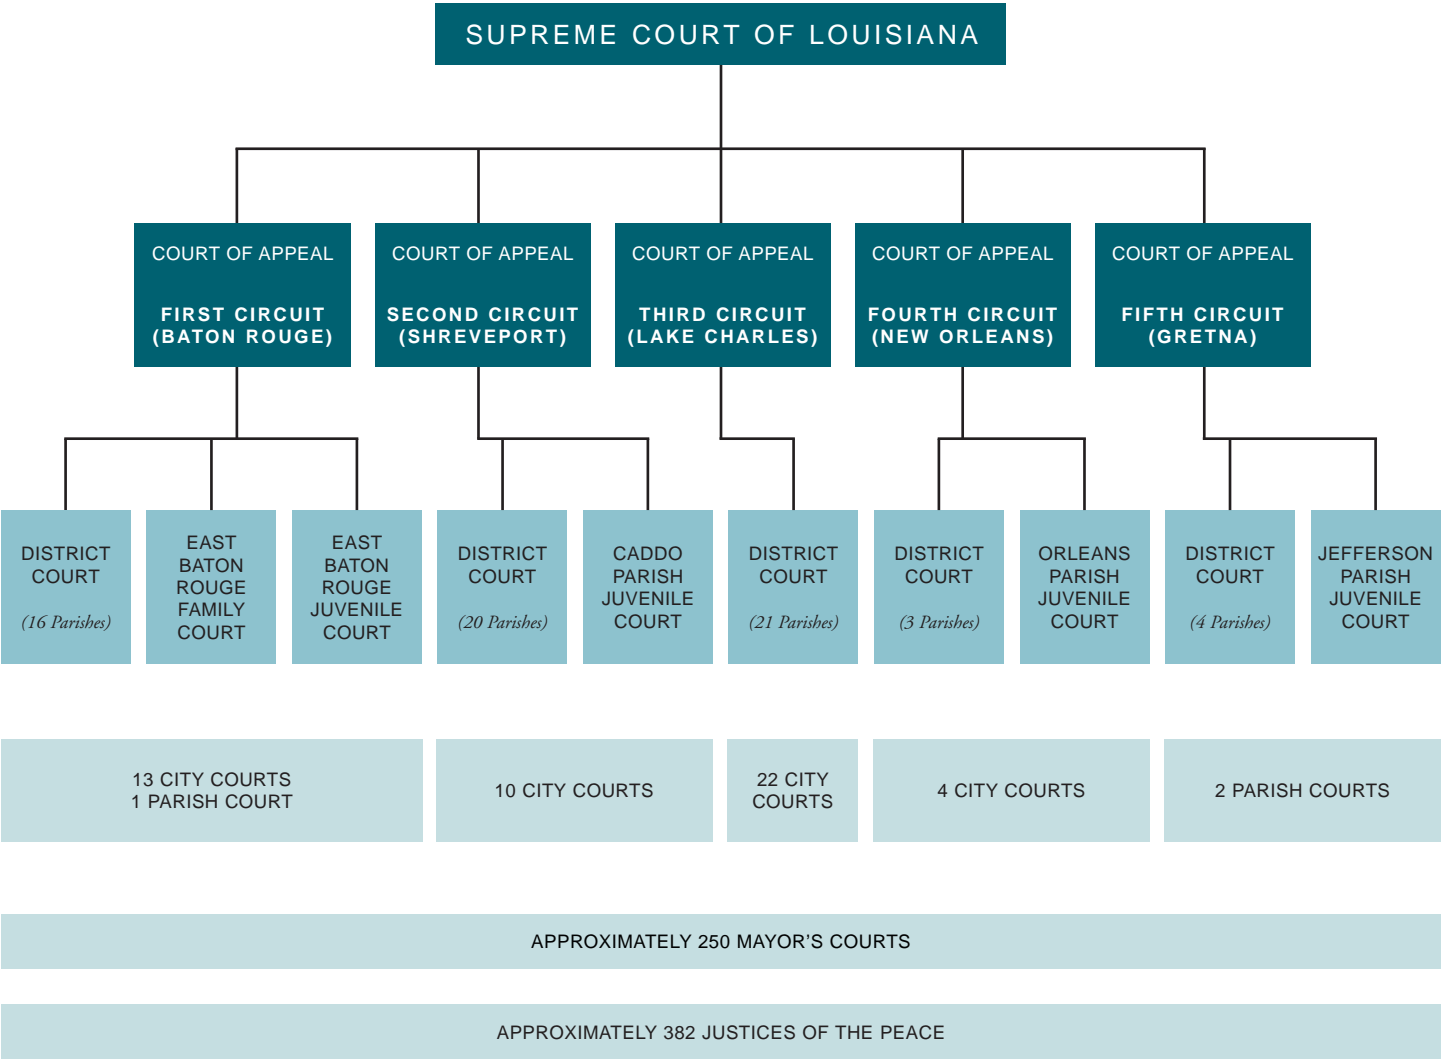 SUPREME COURT OF LOUISIANA
COURT OF APPEAL
FIRST CIRCUIT
(BATON ROUGE)
COURT OF APPEAL
SECOND CIRCUIT
(SHREVEPORT)
COURT OF APPEAL
THIRD CIRCUIT
(LAKE CHARLES)
COURT OF APPEAL
FOURTH CIRCUIT
(NEW ORLEANS)
COURT OF APPEAL
FIFTH CIRCUIT
(GRETNA)
DISTRICT
COURT
(16 Parishes)
EAST
BATON
ROUGE
FAMILY
COURT
EAST
BATON
ROUGE
JUVENILE
COURT
DISTRICT
COURT
(20 Parishes)
CADDO
PARISH
JUVENILE
COURT
DISTRICT
COURT
(21 Parishes)
DISTRICT
COURT
(3 Parishes)
ORLEANS
PARISH
JUVENILE
COURT
DISTRICT
COURT
(4 Parishes)
JEFFERSON
PARISH
JUVENILE
COURT
13 CITY COURTS
1 PARISH COURT
10 CITY COURTS
22 CITY
COURTS
4 CITY COURTS
2 PARISH COURTS
APPROXIMATELY 250 MAYOR'S COURTS
APPROXIMATELY 382 JUSTICES OF THE PEACE